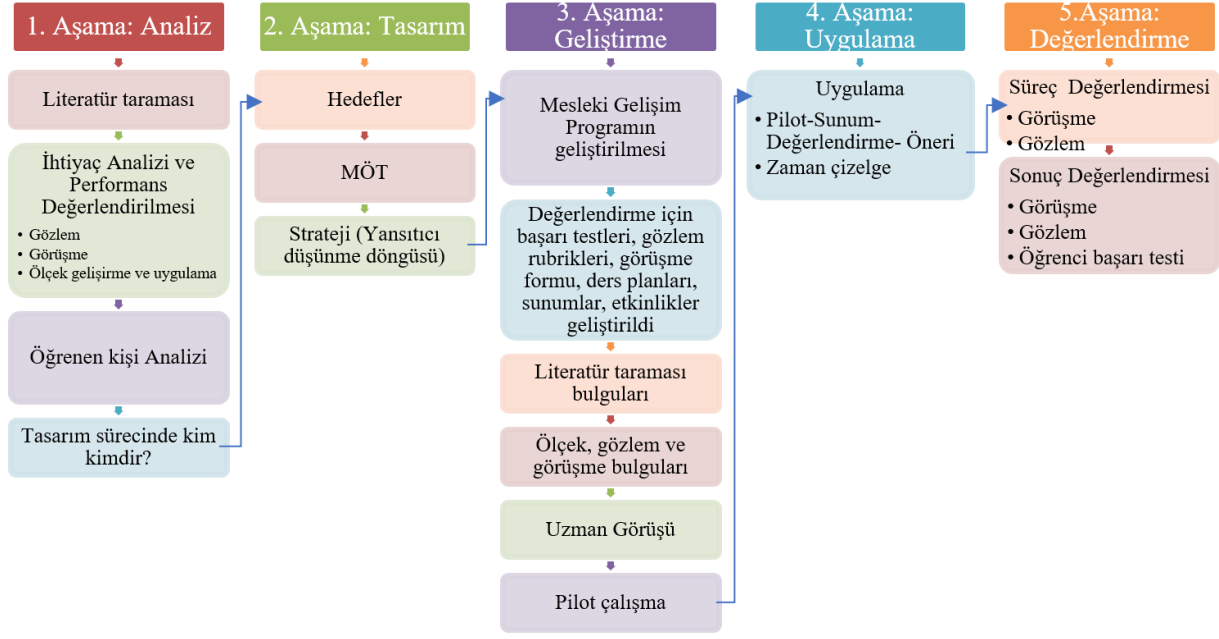 1. Aşama: Analiz
Literatür taraması
İhtiyaç Analizi ve
Performans
Değerlendirilmesi
• Gözlem
• Görüşme
• Ölçek gelişirme ve uygulama
Öğrenen kişi Analizi
Tasarım sürecinde kim
kimdir?
2. Aşama: Tasarım
Hedefler
MÖT
Strateji (Yansıtıcı
düşünme döngüsü)
3. Aşama:
Geliştirme
Mesleki Gelişim
Programın
geliştirilmesi
Değerlendirme için
başarı testleri, gözlem
rubrikleri, görüşme
formu, ders planları,
sunumlar, etkinlikler
geliştirildi
Literatür taraması
bulguları
Ölçek, gözlem ve
görüşme bulguları
Uzman Görüşü
Pilot çalışma
4. Aşama:
Uygulama
Uygulama
• Pilot-Sunum-
Değerlendirme- Öneri
• Zaman çizelge
5.Aşama:
Değerlendirme
Süreç Değerlendirmesi
• Görüşme
• Gözlem
Sonuç Değerlendirmesi
• Görüşme
• Gözlem
• Öğrenci başarı testi